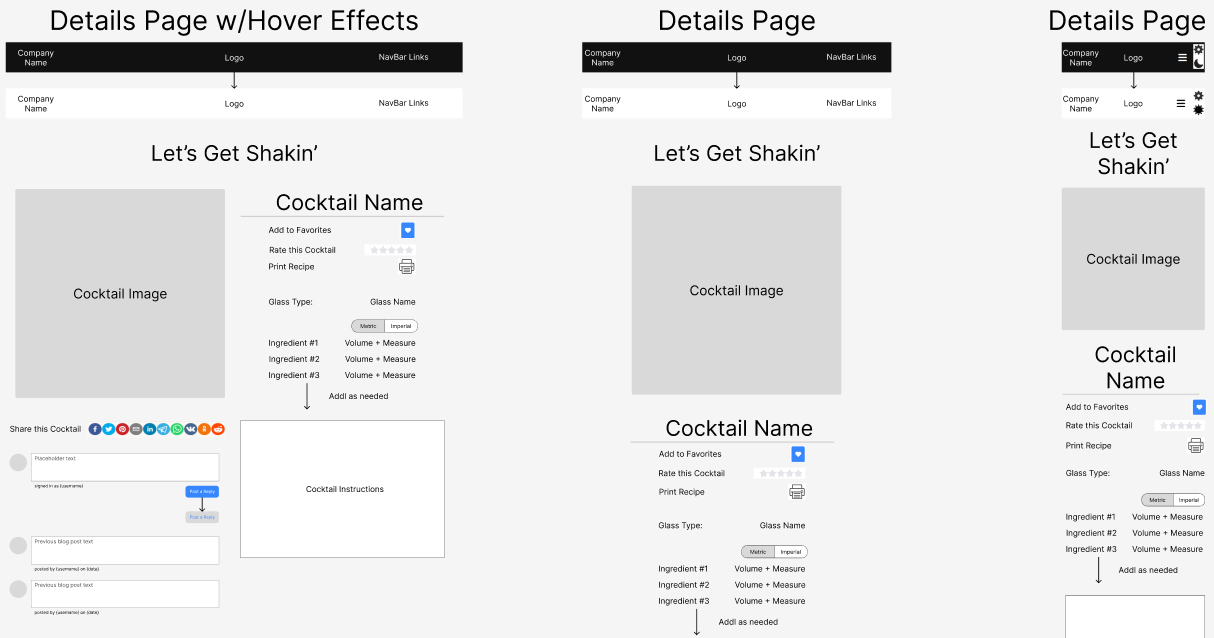 Details Page w/Hover Effects
Company
Name
Logo
NavBar Links
Company
Name
Logo
NavBar Links
Let's Get Shakin'
Cocktail Image
Cocktail Name
Add to Favorites
Rate this Cocktail
Print Recipe
Glass Type: Glass Name
Metric Imperial
Ingredient #1 Volume + Measure
Ingredient #2 Volume + Measure
Ingredient #3 Volume + Measure
Addl as needed
Share this Cocktail
Placeholder text
signed in as {username}
Post a Reply
Post a Reply
Previous blog post text
posted by {username} on {date}
Previous blog post text
posted by {username} on {date}
Cocktail Instructions
Details Page
Company
Name
Logo
NavBar Links
Company
Name
Logo
NavBar Links
Let's Get Shakin'
Cocktail Image
Cocktail Name
Add to Favorites
Rate this Cocktail
Print Recipe
Glass Type: Glass Name
Metric Imperial
Ingredient #1 Volume + Measure
Ingredient #2 Volume + Measure
Ingredient #3 Volume + Measure
Addl as needed
Details Page
Company
Name
Logo
Company
Name
Logo
Let's Get
Shakin'
Cocktail Image
Cocktail
Name
Add to Favorites
Rate this Cocktail
Print Recipe
Glass Type: Glass Name
Metric Imperial
Ingredient #1 Volume + Measure
Ingredient #2 Volume + Measure
Ingredient #3 Volume + Measure
Addl as needed